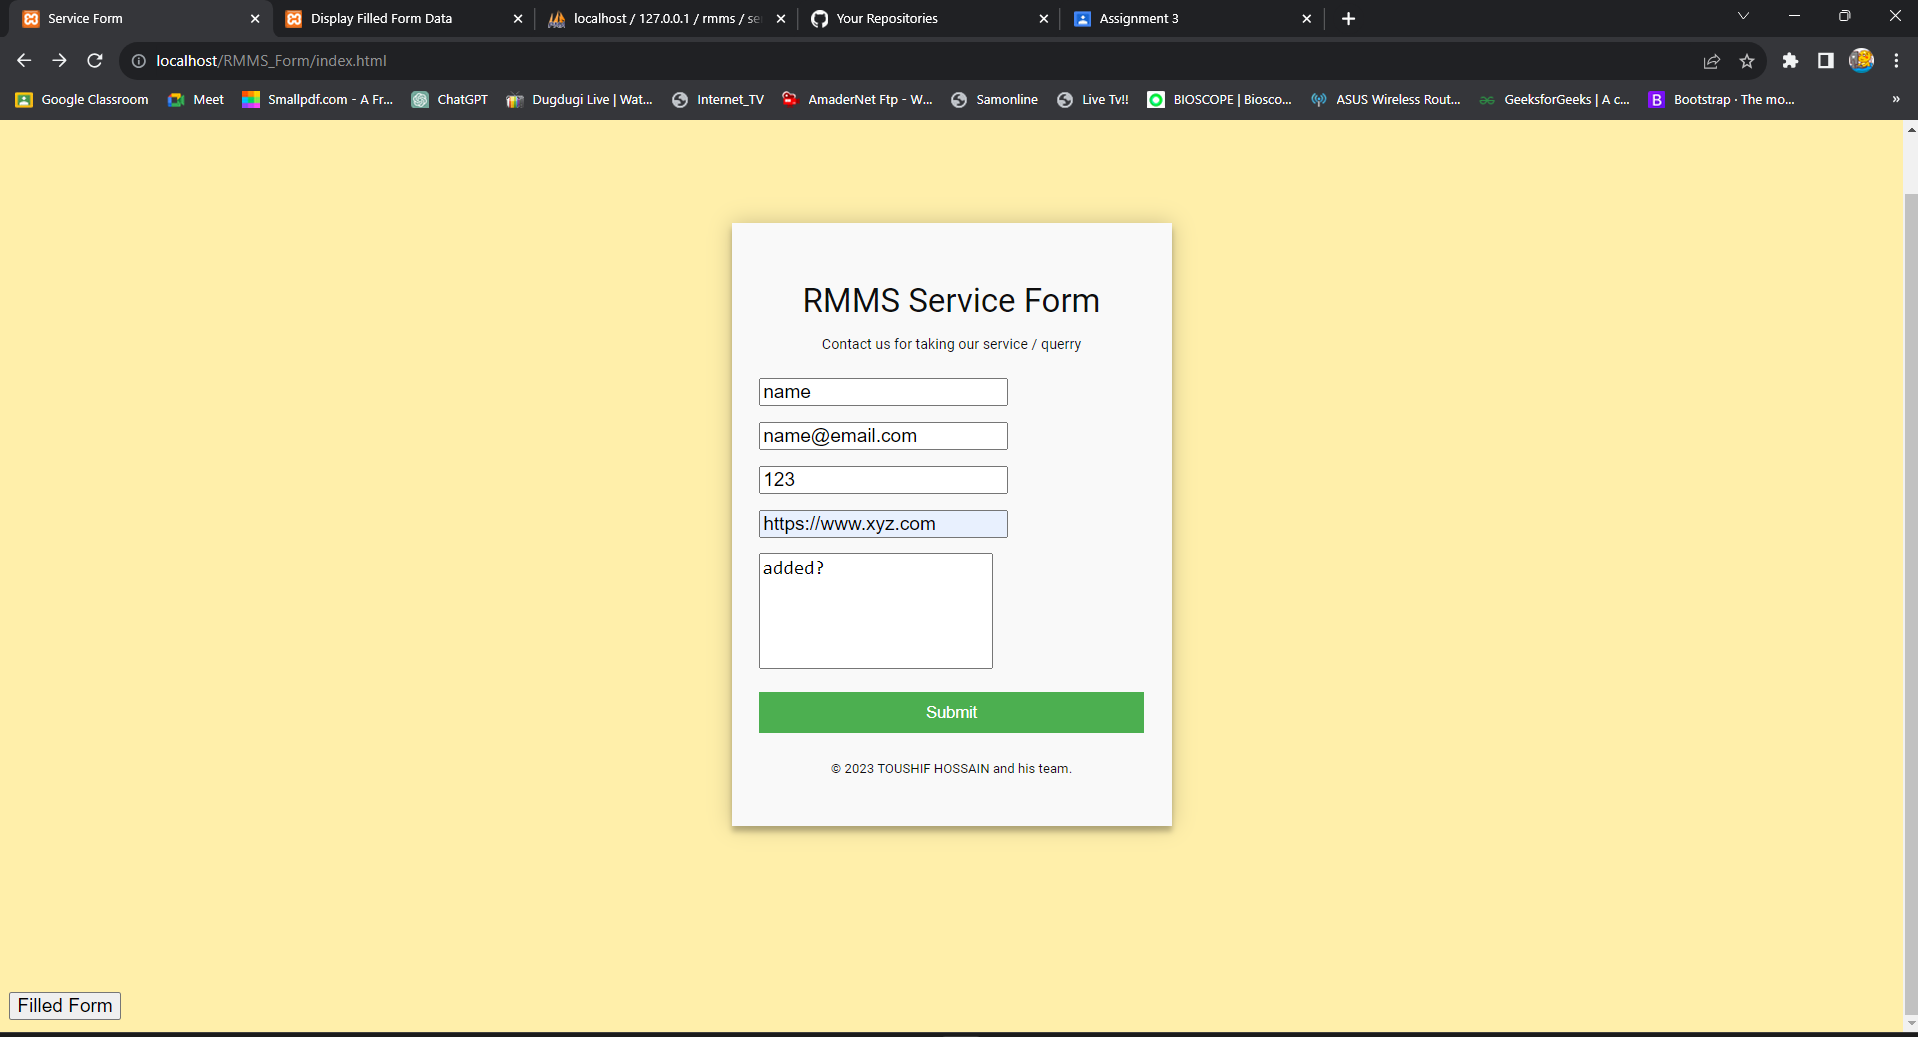 Service Form
Display Filled Form Data
localhost / 127.0.0.1 / rmms / se
Your Repositories
Assignment 3
localhost/RMMS_Form/index.html
Google Classroom
Meet
Smallpdf.com - A Fr...
ChatGPT
Dugdugi Live | Wat...
Internet_TV
AmaderNet Ftp - W...
Samonline
Live Tv!!
BIOSCOPE | Biosco...
ASUS Wireless Rout...
GeeksforGeeks | A c...
B
Bootstrap · The mo...
»
RMMS Service Form
Contact us for taking our service / querry
name
name@email.com
123
https://www.xyz.com
added?
Submit
© 2023 TOUSHIF HOSSAIN and his team.
Filled Form